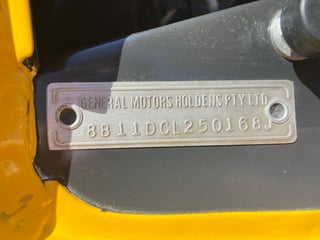 GENERAL MOTORS HOLDENS PTY LTD
8B11DCL250168J